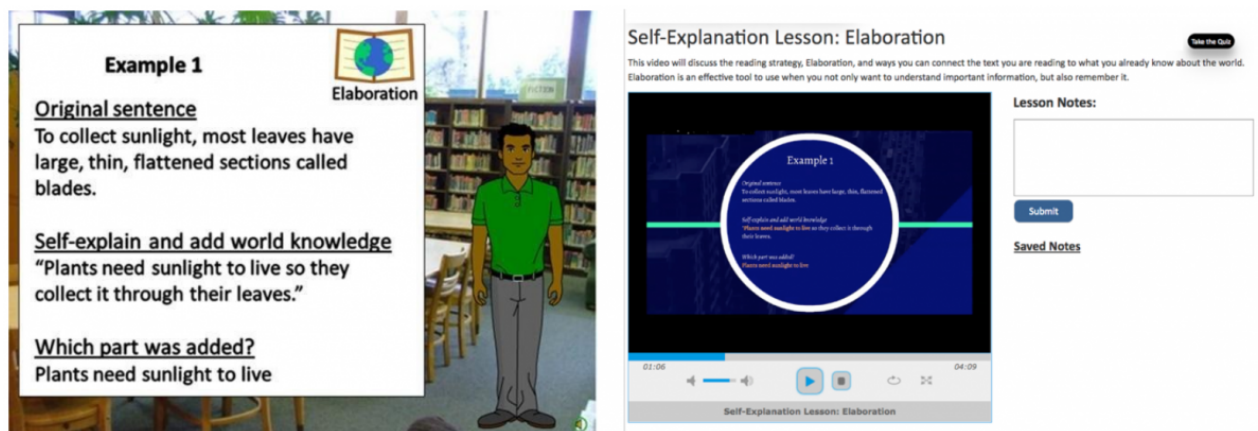 Example 1
Elaboration
Original sentence
To collect sunlight, most leaves have
large, thin, flattened sections called
blades.
Self-explain and add world knowledge
“Plants need sunlight to live so they
collect it through their leaves.”
Which part was added?
Plants need sunlight to live
FICTION
Self-Explanation Lesson: Elaboration
Take the Quiz
This video will discuss the reading strategy, Elaboration, and ways you can connect the text you are reading to what you already know about the world.
Elaboration is an effective tool to use when you not only want to understand important information, but also remember it.
Example 1
Original sentence
To collect sunlight, most leaves have large, thin, flattened
sections called blades.
Self-explain and add world knowledge
"Plants need sunlight to live so they collect it through
their leaves.
Which part was added?
Plants need sunlight to live
01:06
04:09
Self-Explanation Lesson: Elaboration
Lesson Notes:
Submit
Saved Notes